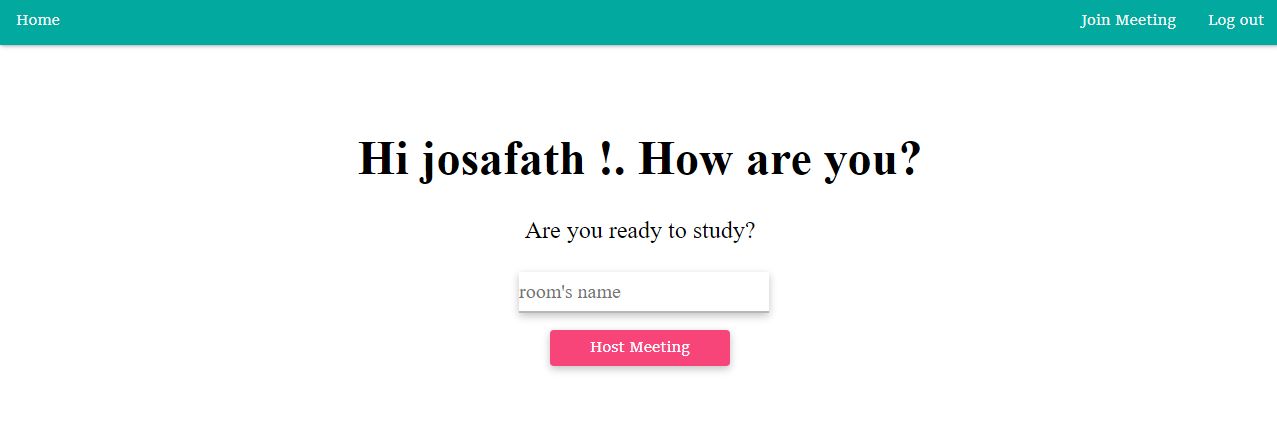 Home Join Meeting Log out
Hi josafath !. How are you?
Are you ready to study?
room's name
Host Meeting